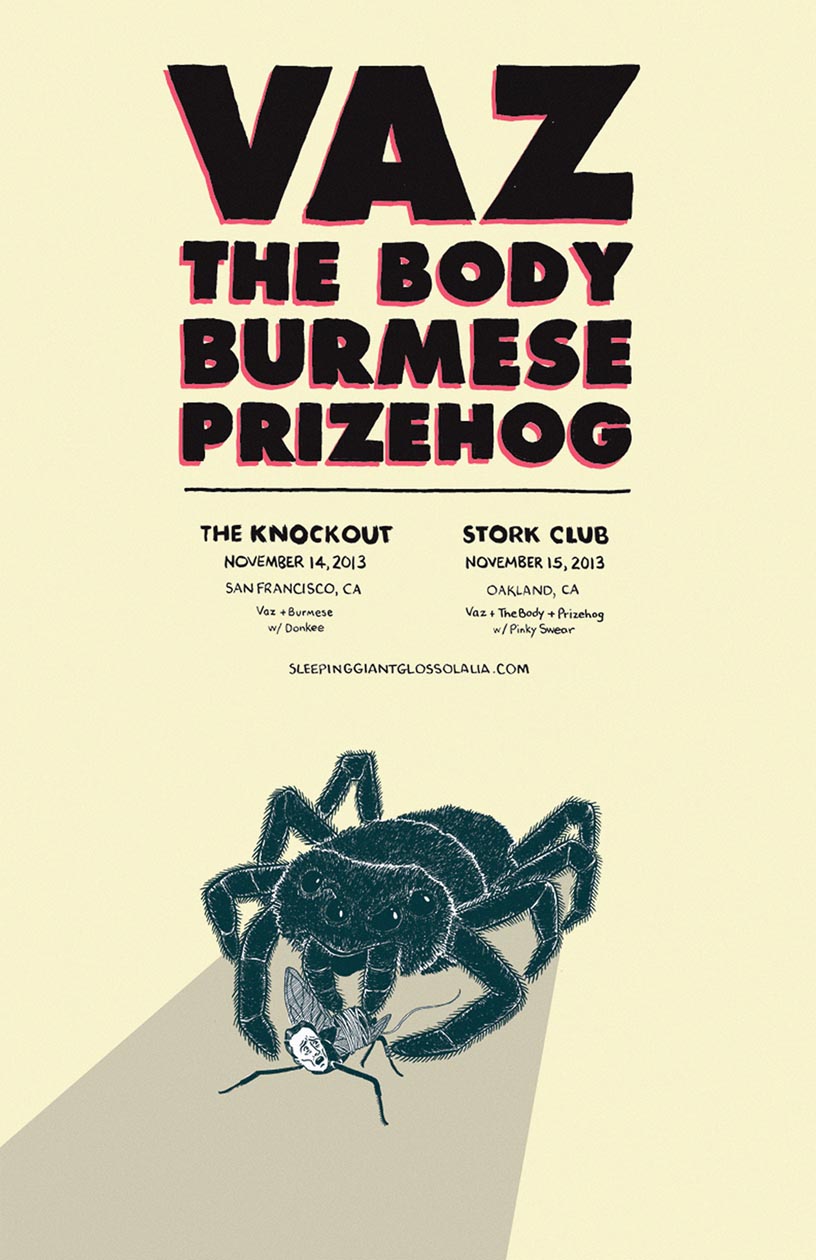 VAZ
THE BODY
BURMESE
PRIZEHOG
THE KNOCKOUT
NOVEMBER 14, 2013
SAN FRANCISCO, CA
Vaz + Burmese
w/ Donkee
STORK CLUB
NOVEMBER 15, 2013
OAKLAND, CA
Vaz + The Body + Prizehog
w/ Pinky Swear
SLEEPINGGIANTGLOSSOLALIA.COM